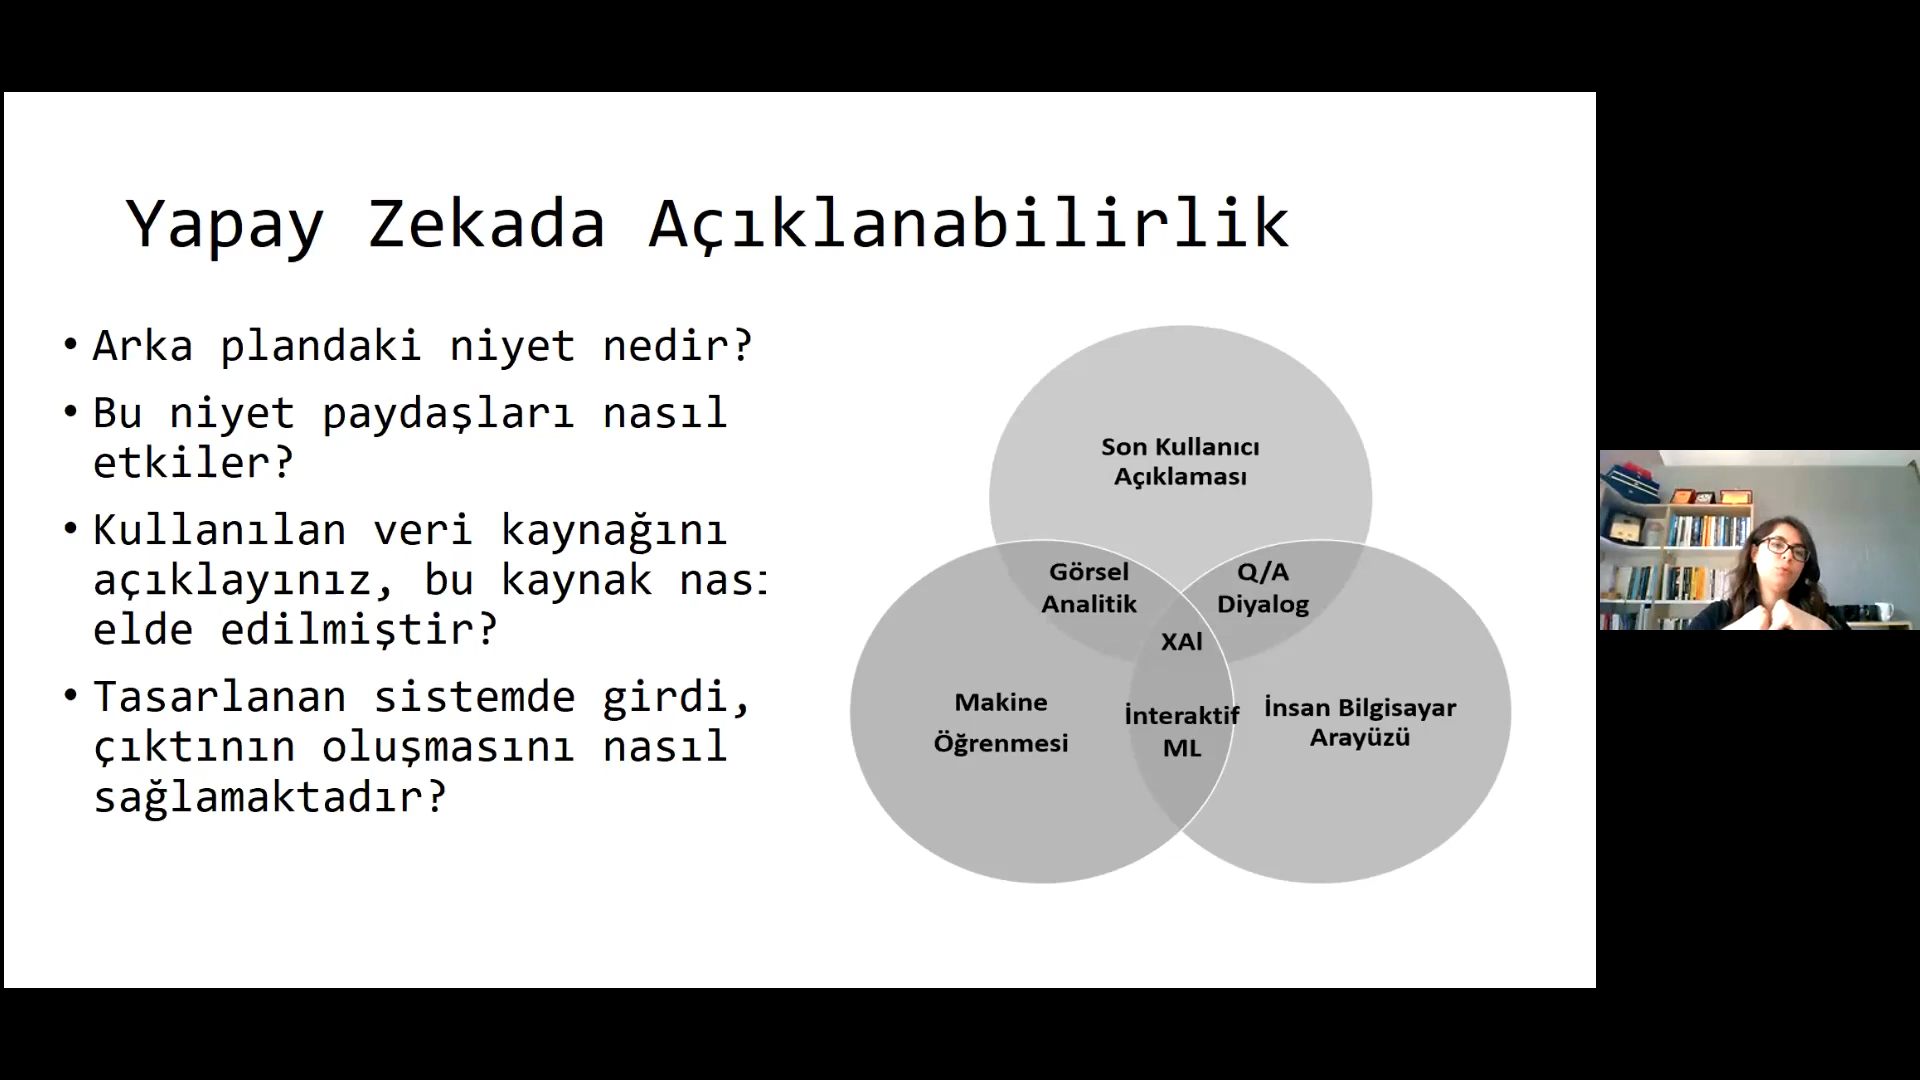 Yapay Zekada Açıklanabilirlik
• Arka plandaki niyet nedir?
• Bu niyet paydaşları nasıl
etkiler?
• Kullanılan veri kaynağını
açıklayınız, bu kaynak
elde edilmiştir?
• Tasarlanan sistemde girdi,
çıktının oluşmasını nasıl
sağlamaktadır?
Son Kullanıcı
Açıklaması
Görsel
Analitik
Q/A
Diyalog
XAl
Makine
Öğrenmesi
İnteraktif
ML
İnsan Bilgisayar
Arayüzü